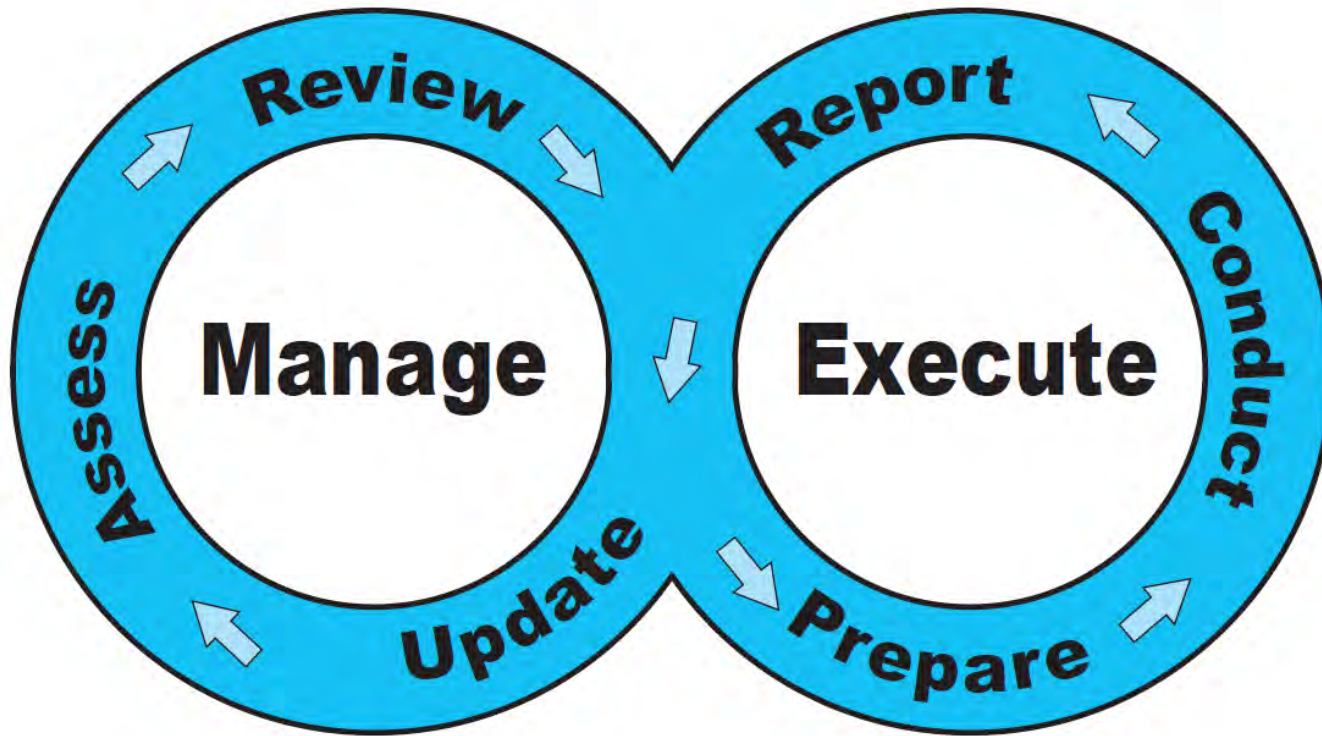 Review
Report
Assess
Manage
Execute
Conduct
Update
Prepare